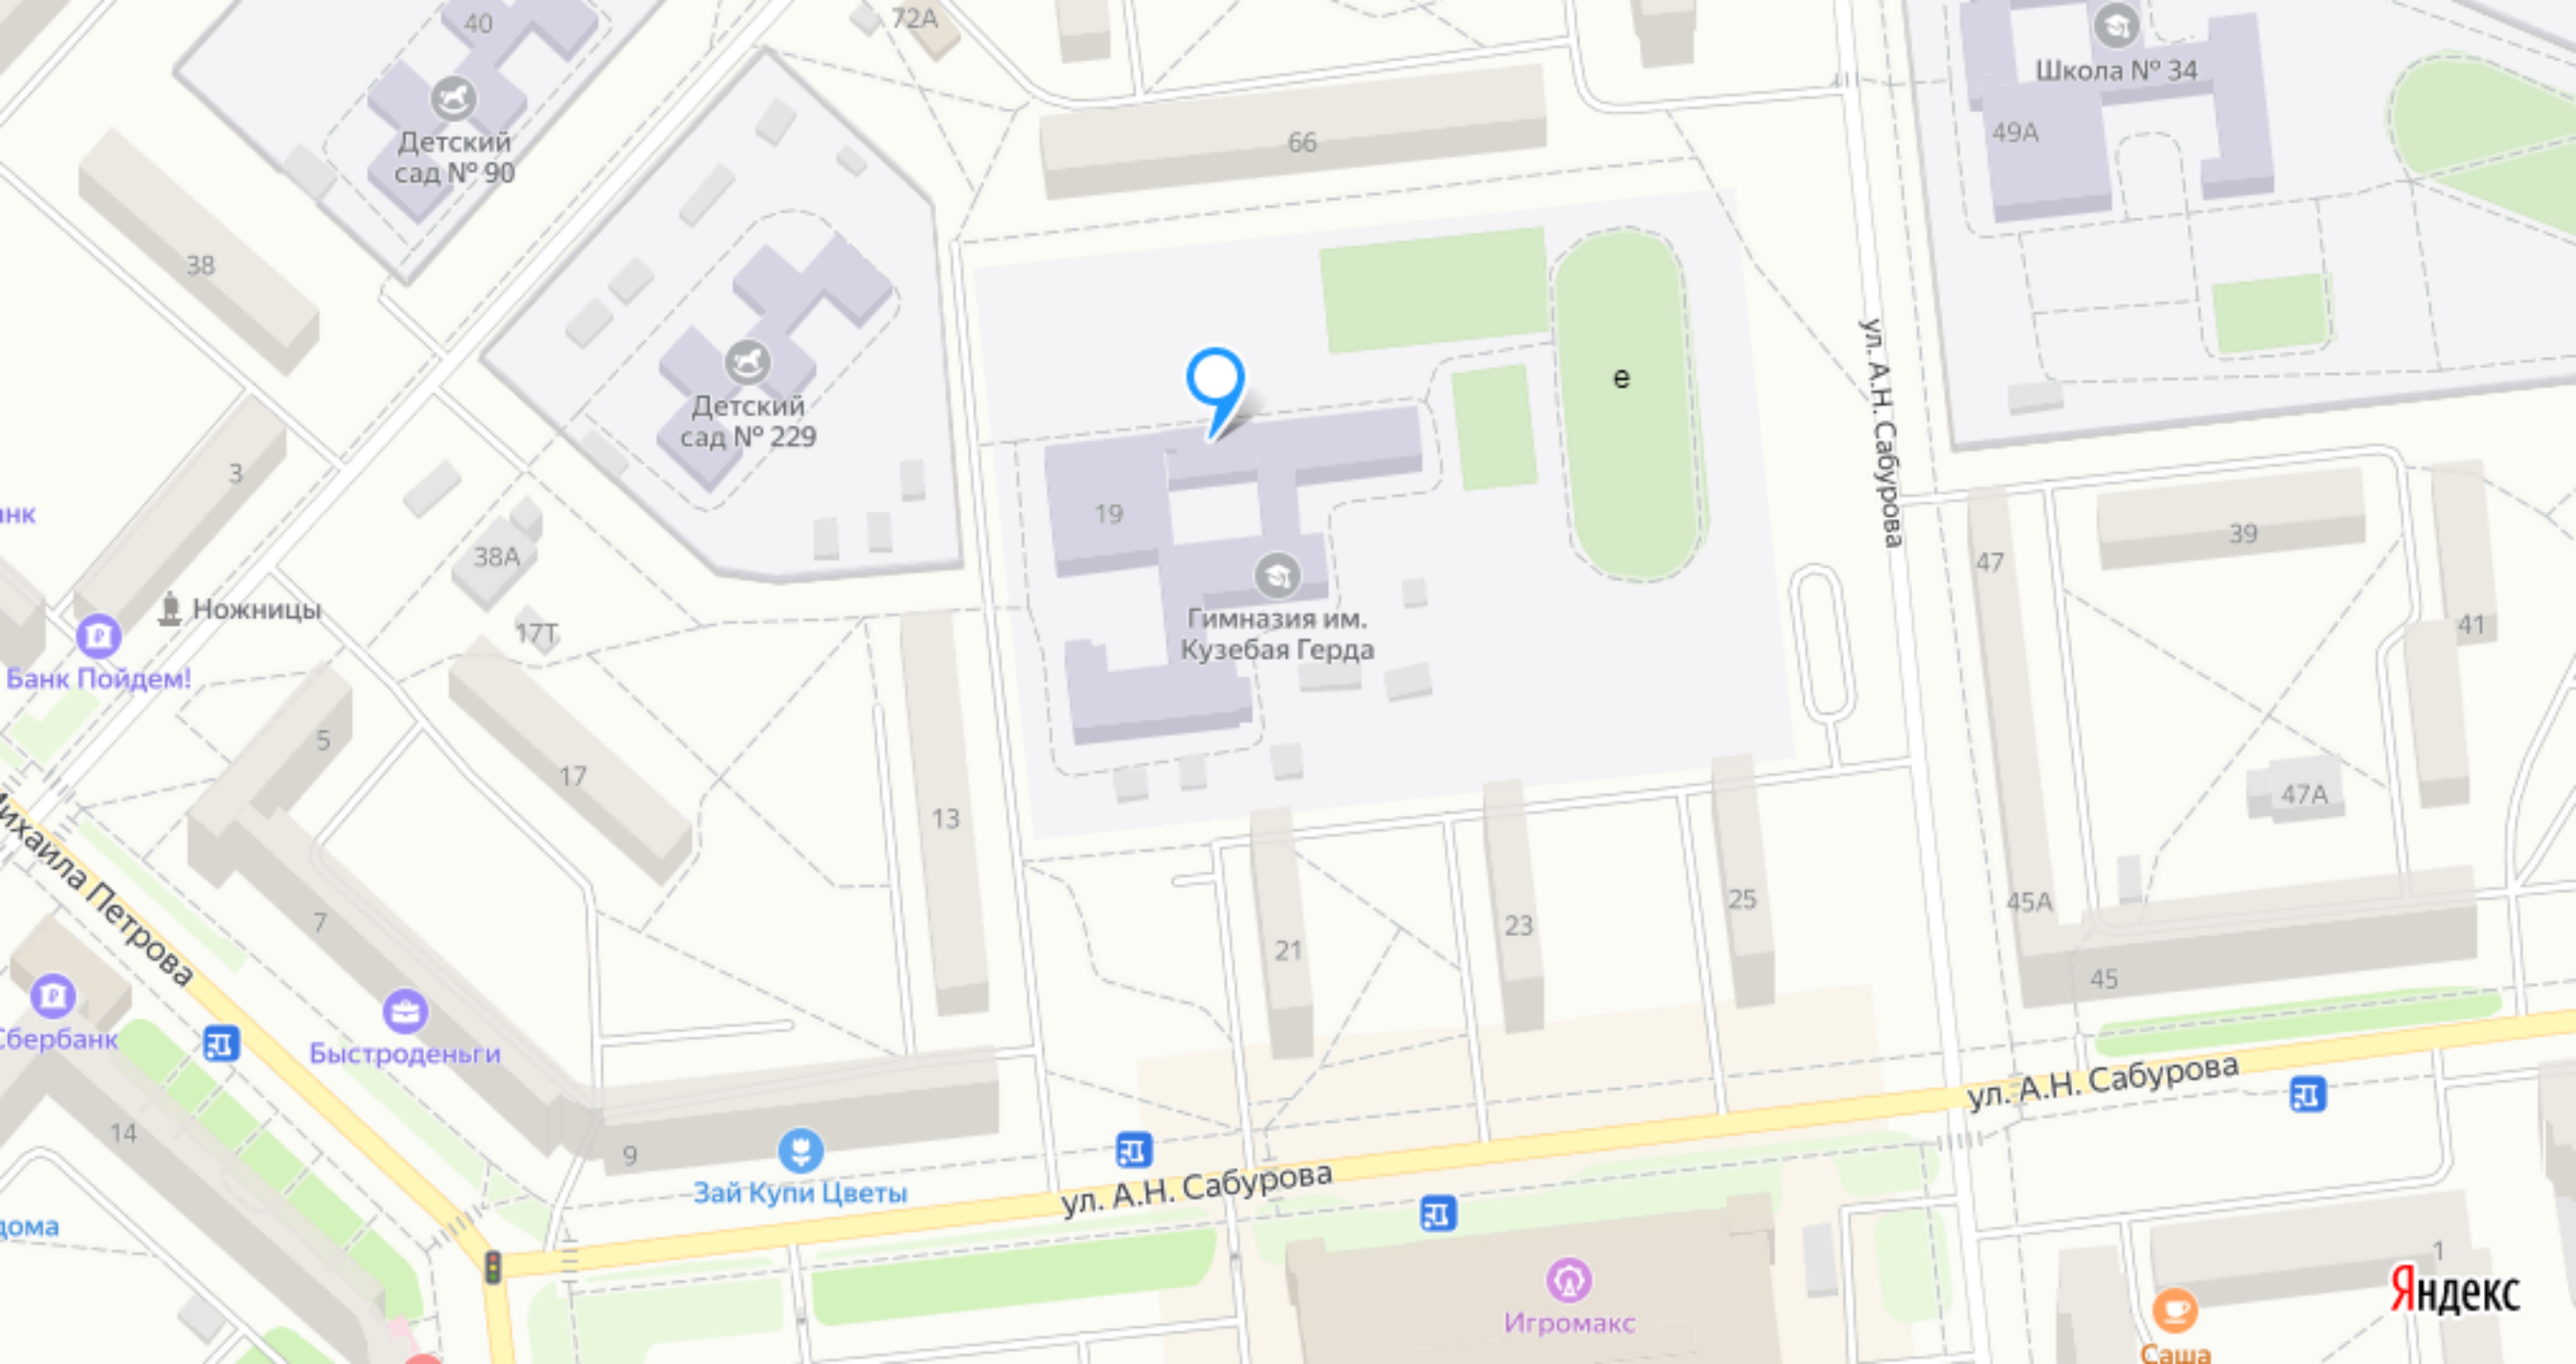 40
72А
Школа № 34
49А
66
Детский
сад № 90
38
е
ул. А.Н. Сабурова
Детский
сад № 229
3
19
38А
47
39
41
Ножницы
17Т
Гимназия им.
Кузебая Герда
Банк Пойдем!
5
17
13
47А
7
21
23
25
45А
45
Михаила Петрова
Сбербанк
Быстроденьги
14
9
Зай Купи Цветы
ул. А.Н. Сабурова
ул. А.Н. Сабурова
дома
Игромакс
1
Яндекс
Саша